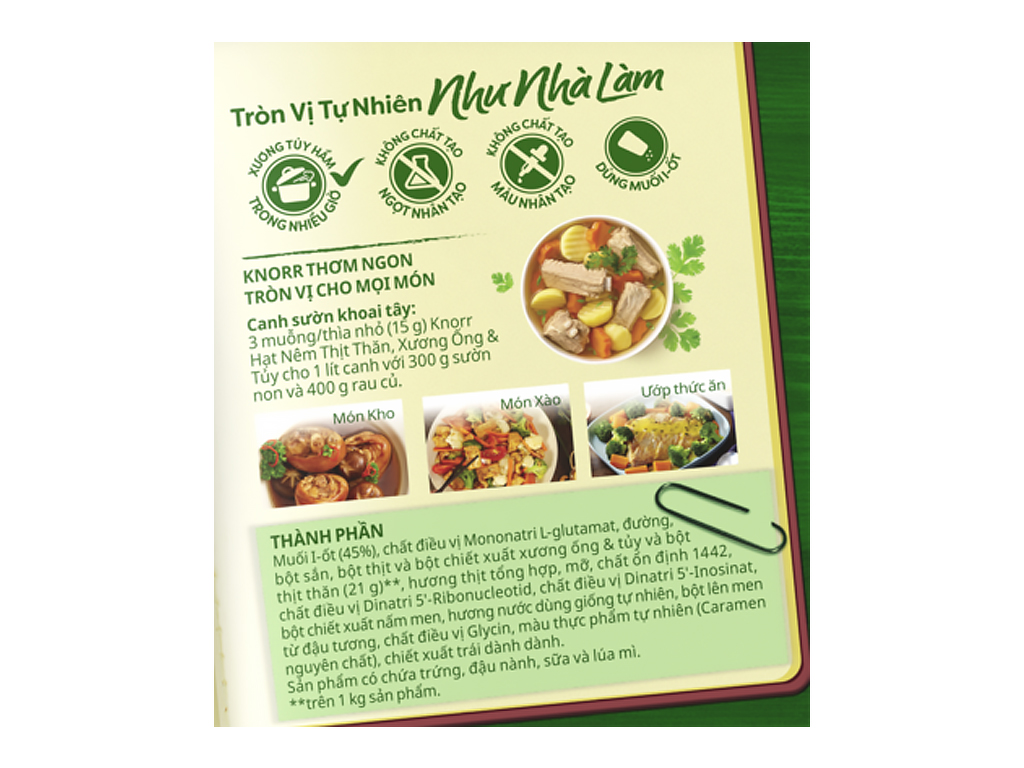 Tròn Vị Tự Nhiên Như Nhà Làm
XƯƠNG TỦY HẦM
TRONG NHIỀU GIỜ
KHÔNG CHẤT TẠO
NGỌT NHÂN TẠO
KHÔNG CHẤT TẠO
MÀU NHÂN TẠO
DÙNG MUỐI I-ỐT
KNORR THƠM NGON
TRÒN VỊ CHO MỌI MÓN
Canh sườn khoai tây:
3 muỗng/thìa nhỏ (15 g) Knorr
Hạt Nêm Thịt Thăn, Xương Ống &
Tủy cho 1 lít canh với 300 g sườn
non và 400 g rau củ.
Món Kho
Món Xào
Ướp thức ăn
THÀNH PHẦN
Muối I-ốt (45%), chất điều vị Mononatri L-glutamat, đường,
bột sắn, bột thịt và bột chiết xuất xương ống & tủy và bột
thịt thăn (21 g)**, hương thịt tổng hợp, mỡ, chất ổn định 1442,
chất điều vị Dinatri 5'-Ribonucleotid, chất điều vị Dinatri 5'-Inosinat,
bột chiết xuất nấm men, hương nước dùng giống tự nhiên, bột lên men
từ đậu tương, chất điều vị Glycin, màu thực phẩm tự nhiên (Caramen
nguyên chất), chiết xuất trái dành dành.
Sản phẩm có chứa trứng, đậu nành, sữa và lúa mì.
**trên 1 kg sản phẩm.